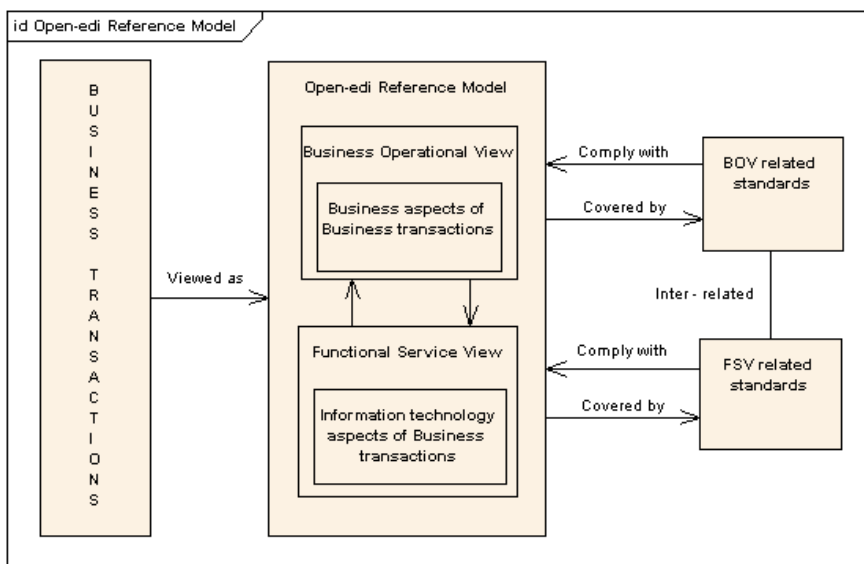 id Open-edi Reference Model
B
U
S
I
N
E
S
S
T
R
A
N
S
A
C
T
I
O
N
S
Viewed as
Open-edi Reference Model
Business Operational View
Business aspects of
Business transactions
Functional Service View
Information technology
aspects of Business
transactions
Comply with
Covered by
BOV related
standards
Inter - related
Comply with
Covered by
FSV related
standards